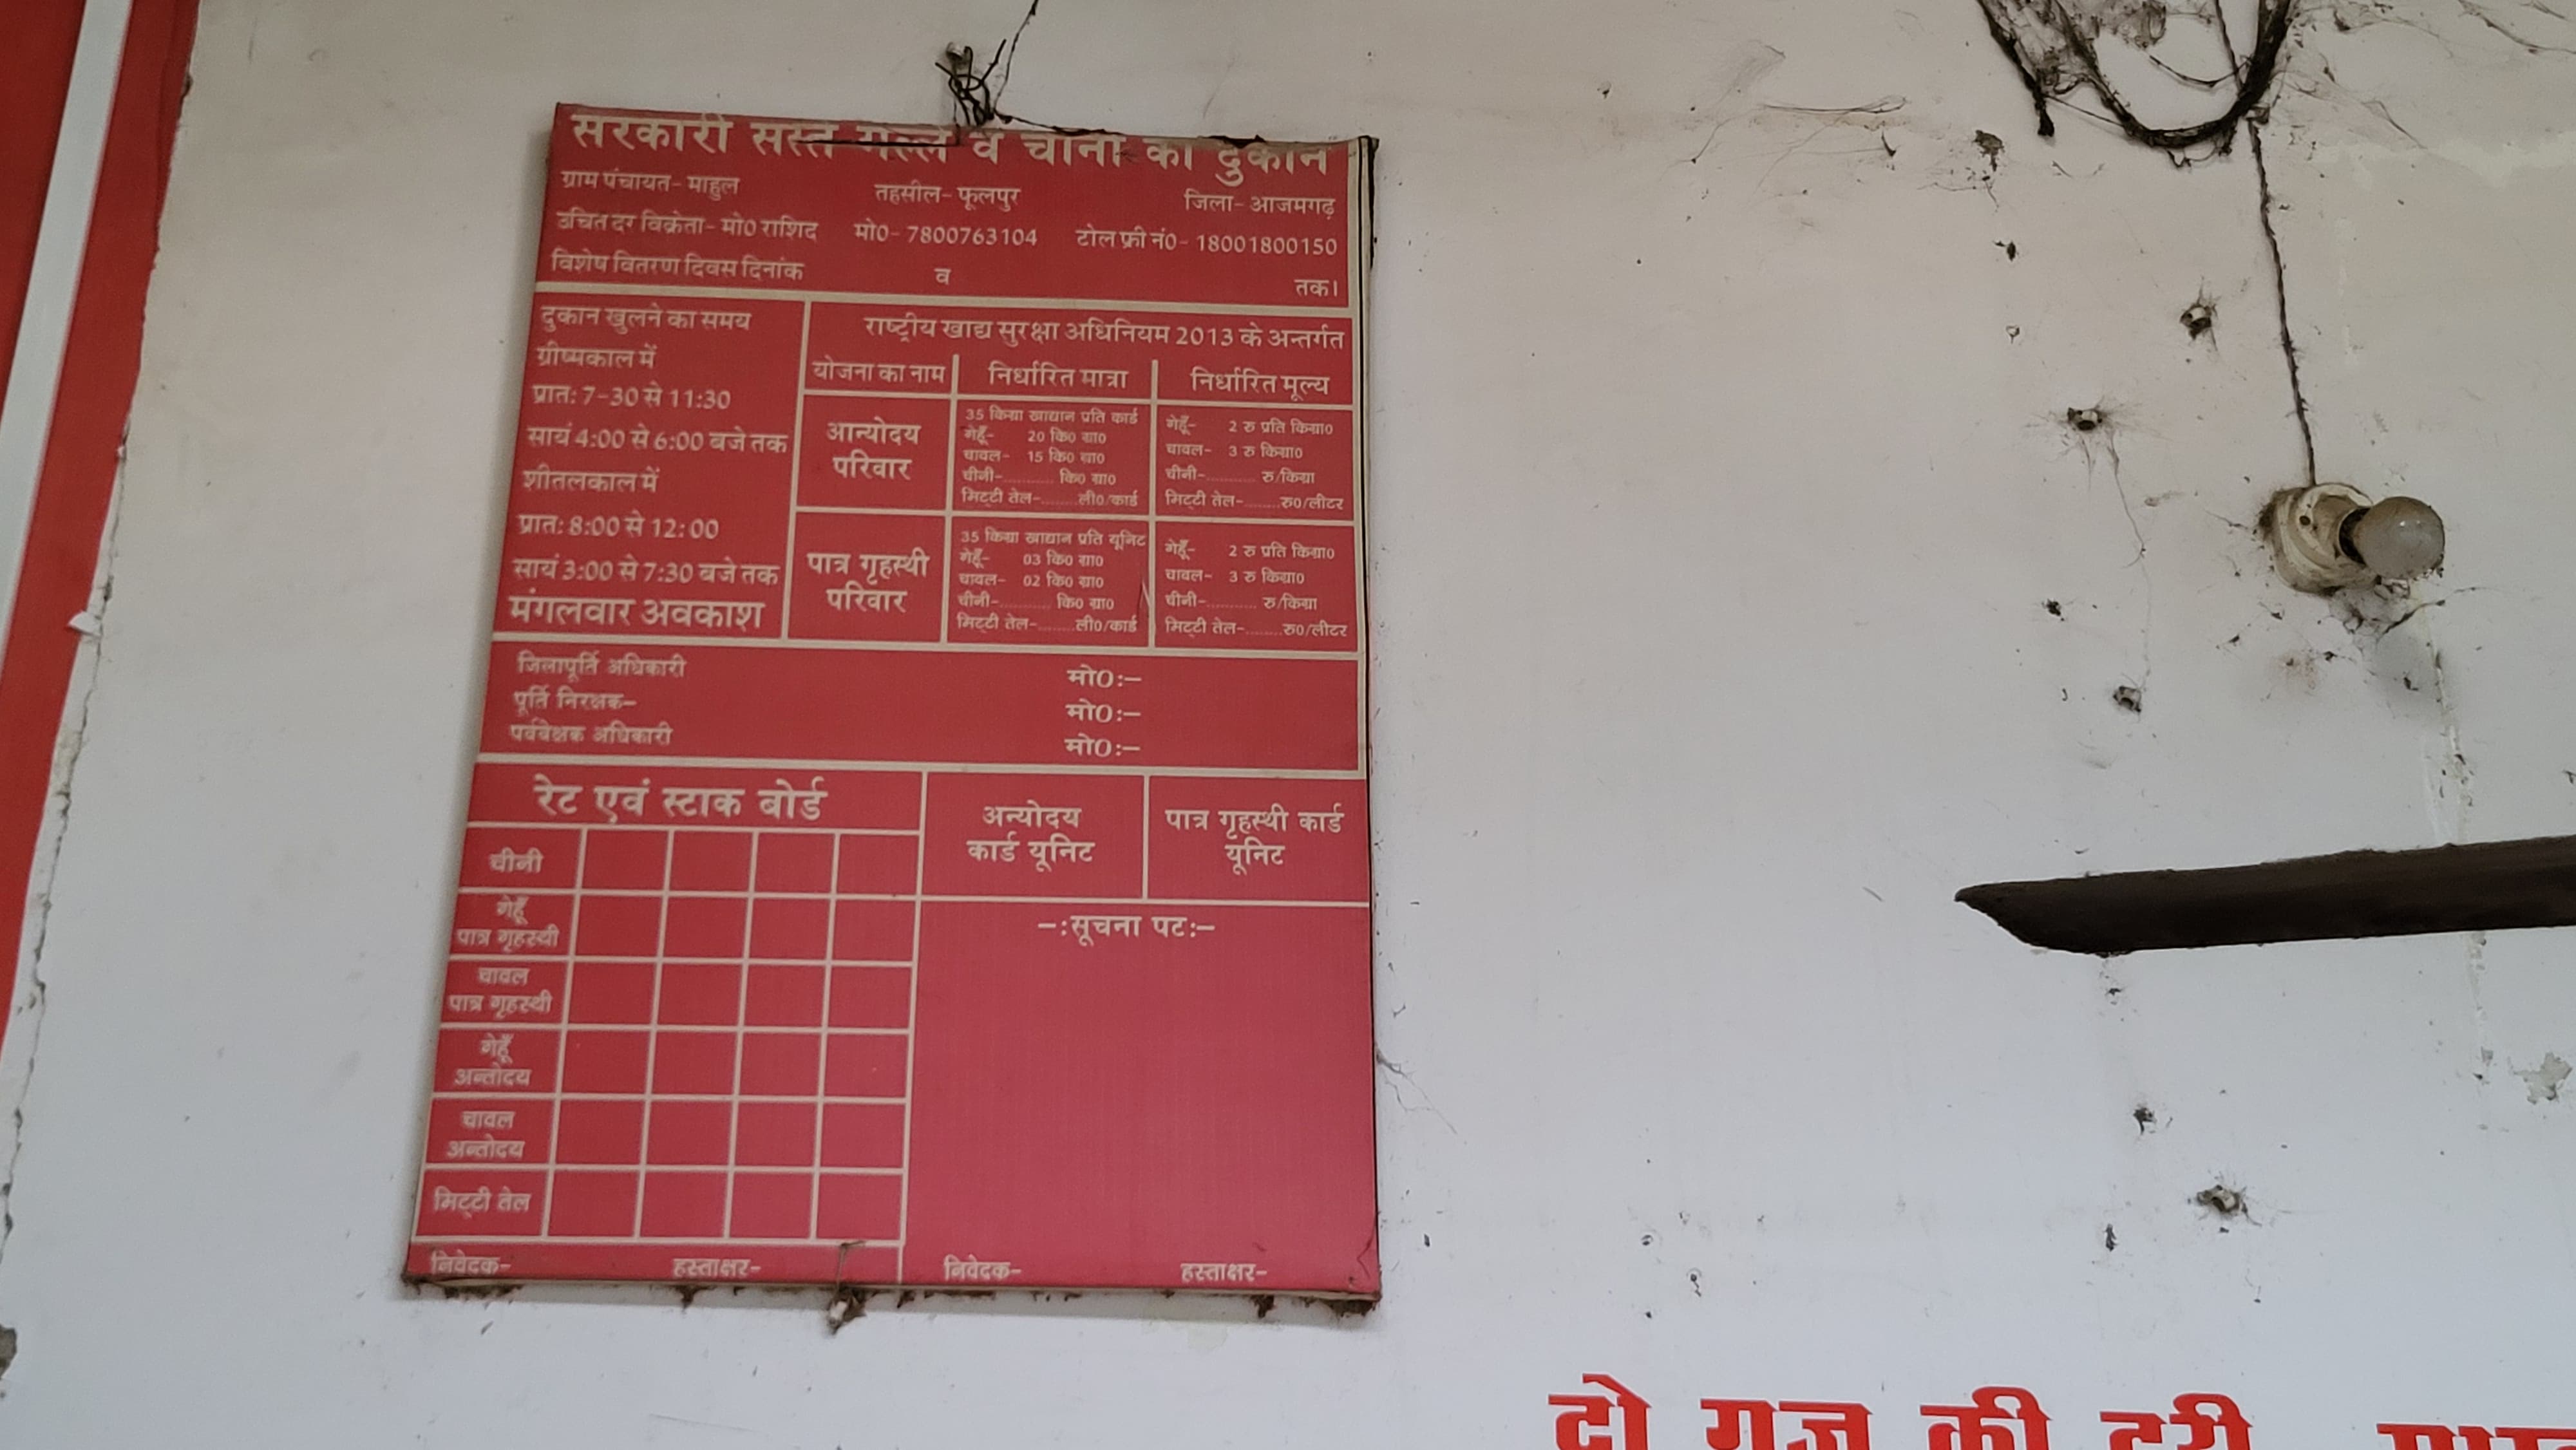 सरकारी सस्ते गल्ले व चीनी की दुकान
ग्राम पंचायत- माहुल तहसील- फूलपुर जिला- आजमगढ़
उचित दर विक्रेता- मो0 राशिद मो0- 7800763104 टोल फ्री नं0- 18001800150
विशेष वितरण दिवस दिनांक व तक।
दुकान खुलने का समय
ग्रीष्मकाल में
प्रात: 7-30 से 11:30
सायं 4:00 से 6:00 बजे तक
शीतलकाल में
प्रात: 8:00 से 12:00
सायं 3:00 से 7:30 बजे तक
मंगलवार अवकाश
राष्ट्रीय खाद्य सुरक्षा अधिनियम 2013 के अन्तर्गत
योजना का नाम निर्धारित मात्रा निर्धारित मूल्य
आन्योदय
परिवार
35 किग्रा खाद्यान प्रति कार्ड
गेहूँ- 20 कि0 ग्रा0
चावल- 15 कि0 ग्रा0
चीनी-............ कि0 ग्रा0
मिट्टी तेल-........ली0/कार्ड
गेहूँ- 2 रु प्रति किग्रा0
चावल- 3 रु किग्रा0
चीनी-............ रु/किग्रा
मिट्टी तेल-........रु0/लीटर
पात्र गृहस्थी
परिवार
35 किग्रा खाद्यान प्रति यूनिट
गेहूँ- 03 कि0 ग्रा0
चावल- 02 कि0 ग्रा0
चीनी-............ कि0 ग्रा0
मिट्टी तेल-........ली0/कार्ड
गेहूँ- 2 रु प्रति किग्रा0
चावल- 3 रु किग्रा0
चीनी-............ रु/किग्रा
मिट्टी तेल-........रु0/लीटर
जिलापूर्ति अधिकारी मो0:-
पूर्ति निरक्षक- मो0:-
पर्ववेक्षक अधिकारी मो0:-
रेट एवं स्टाक बोर्ड
चीनी
गेहूँ
पात्र गृहस्थी
चावल
पात्र गृहस्थी
गेहूँ
अन्तोदय
चावल
अन्तोदय
मिट्टी तेल
निवेदक- हस्ताक्षर-
अन्योदय
कार्ड यूनिट
पात्र गृहस्थी कार्ड
यूनिट
-:सूचना पट:-
निवेदक- हस्ताक्षर-
दो गज की दूरी